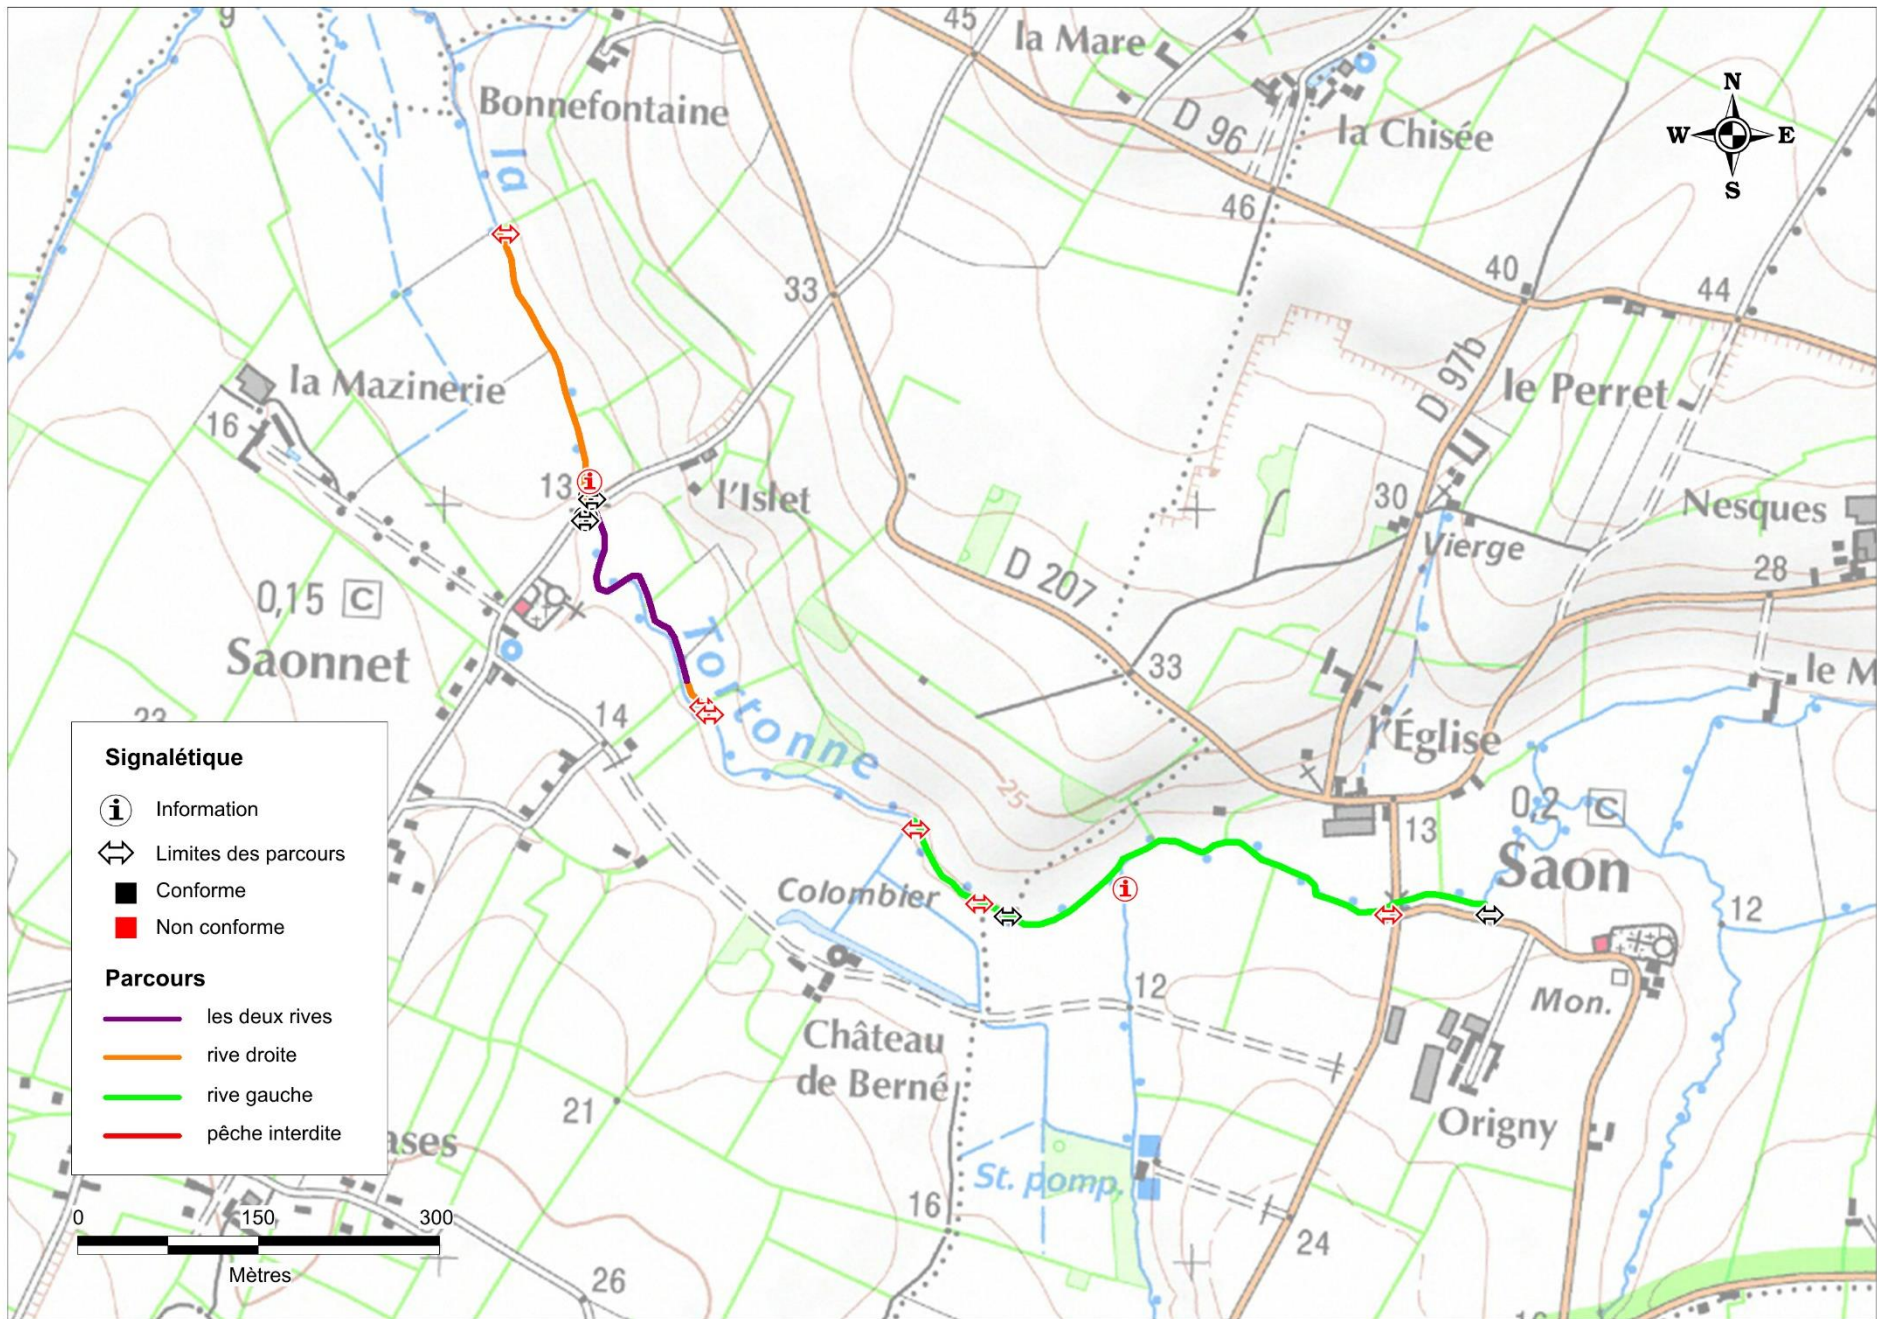 9
45
la Mare
Bonnefontaine
D 96
la Chisée
N
W
E
S
la
46
33
40
44
la Mazinerie
D 97b
le Perret
16
13
l'Islet
30
Nesques
Vierge
28
D 207
0,15 C
Saonnet
Tortonne
33
le M
14
l'Église
25
0,2 C
13
Saon
Colombier
12
12
Mon.
Château
de Berné
21
Origny
ases
St. pomp.
16
24
26
Signalétique
Information
Limites des parcours
Conforme
Non conforme
Parcours
les deux rives
rive droite
rive gauche
pêche interdite
0
150
300
Mètres